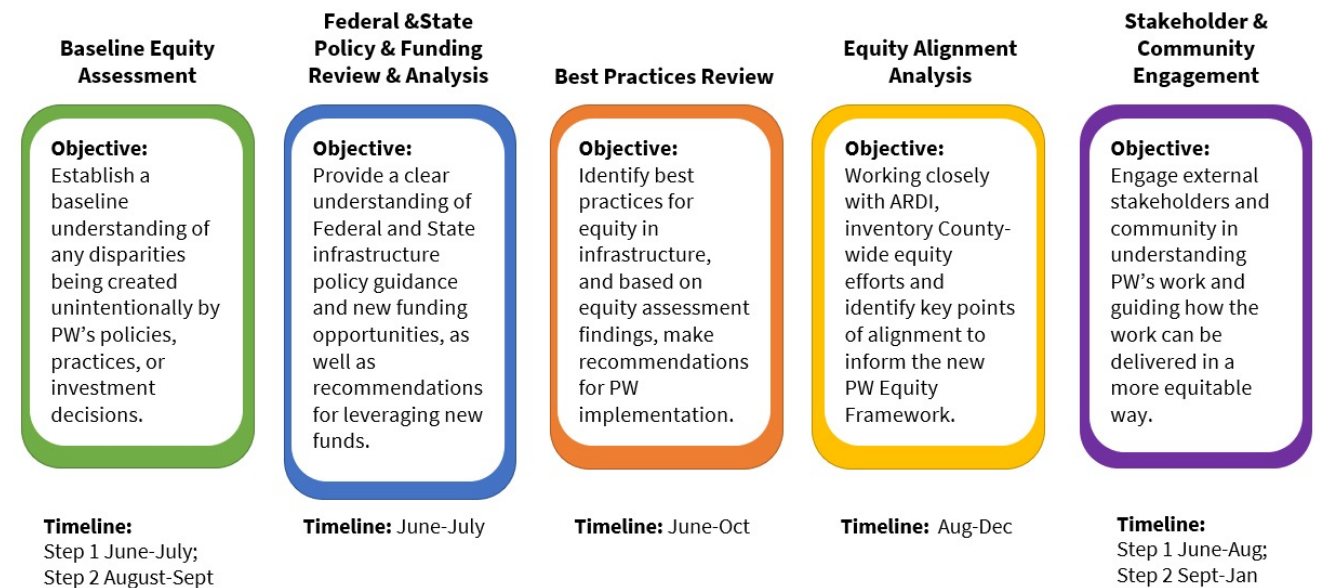 Baseline Equity
Assessment
Objective:
Establish a
baseline
understanding of
any disparities
being created
unintentionally by
PW's policies,
practices, or
investment
decisions.
Timeline:
Step 1 June-July;
Step 2 August-Sept
Federal &State
Policy & Funding
Review & Analysis
Objective:
Provide a clear
understanding of
Federal and State
infrastructure
policy guidance
and new funding
opportunities, as
well as
recommendations
for leveraging new
funds.
Timeline: June-July
Best Practices Review
Objective:
Identify best
practices for
equity in
infrastructure,
and based on
equity assessment
findings, make
recommendations
for PW
implementation.
Timeline: June-Oct
Equity Alignment
Analysis
Objective:
Working closely
with ARDI,
inventory County-
wide equity
efforts and
identify key points
of alignment to
inform the new
PW Equity
Framework.
Timeline: Aug-Dec
Stakeholder &
Community
Engagement
Objective:
Engage external
stakeholders and
community in
understanding
PW's work and
guiding how the
work can be
delivered in a
more equitable
way.
Timeline:
Step 1 June-Aug;
Step 2 Sept-Jan